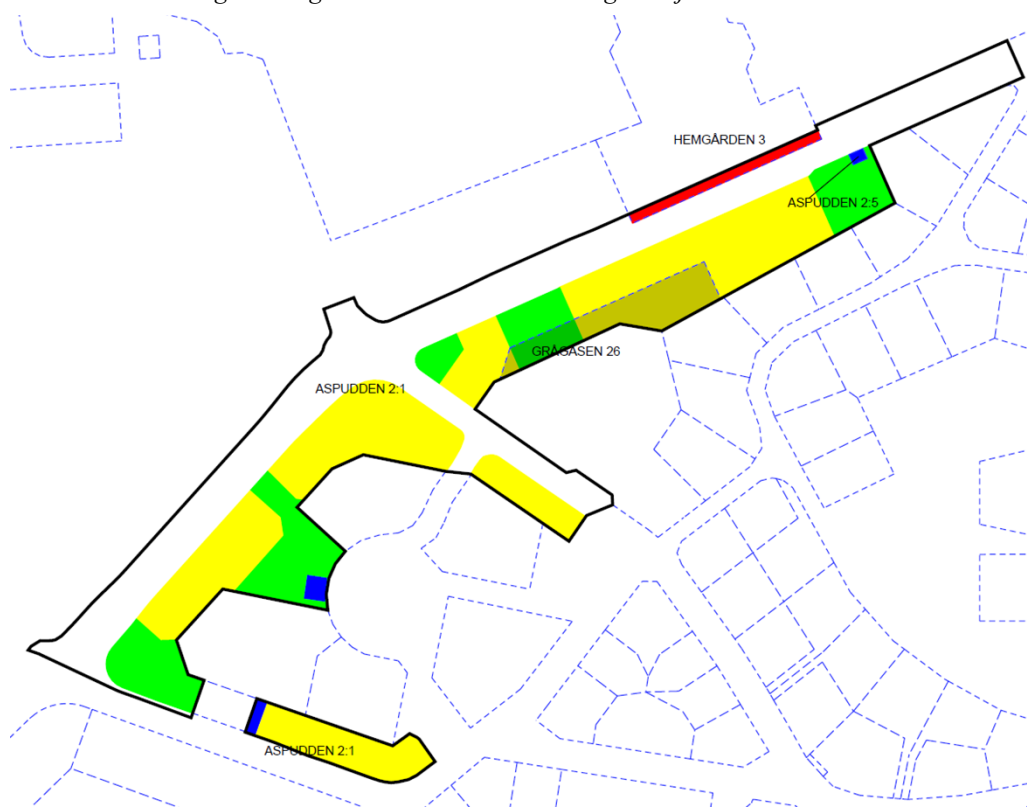 HEMGÅRDEN 3
ASPUDDEN 2:5
GRÅGÅSEN 26
ASPUDDEN 2:1
ASPUDDEN 2:1